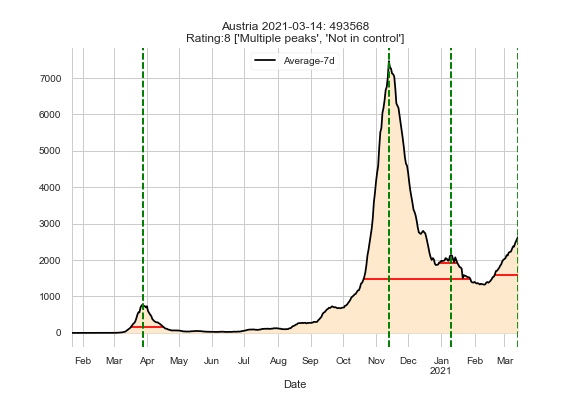 Austria 2021-03-14: 493568
Rating:8 ['Multiple peaks', 'Not in control']
Average-7d
7000
6000
5000
4000
3000
2000
1000
0
Feb Mar Apr May Jun Jul Aug Sep Oct Nov Dec Jan Feb Mar
2021
Date